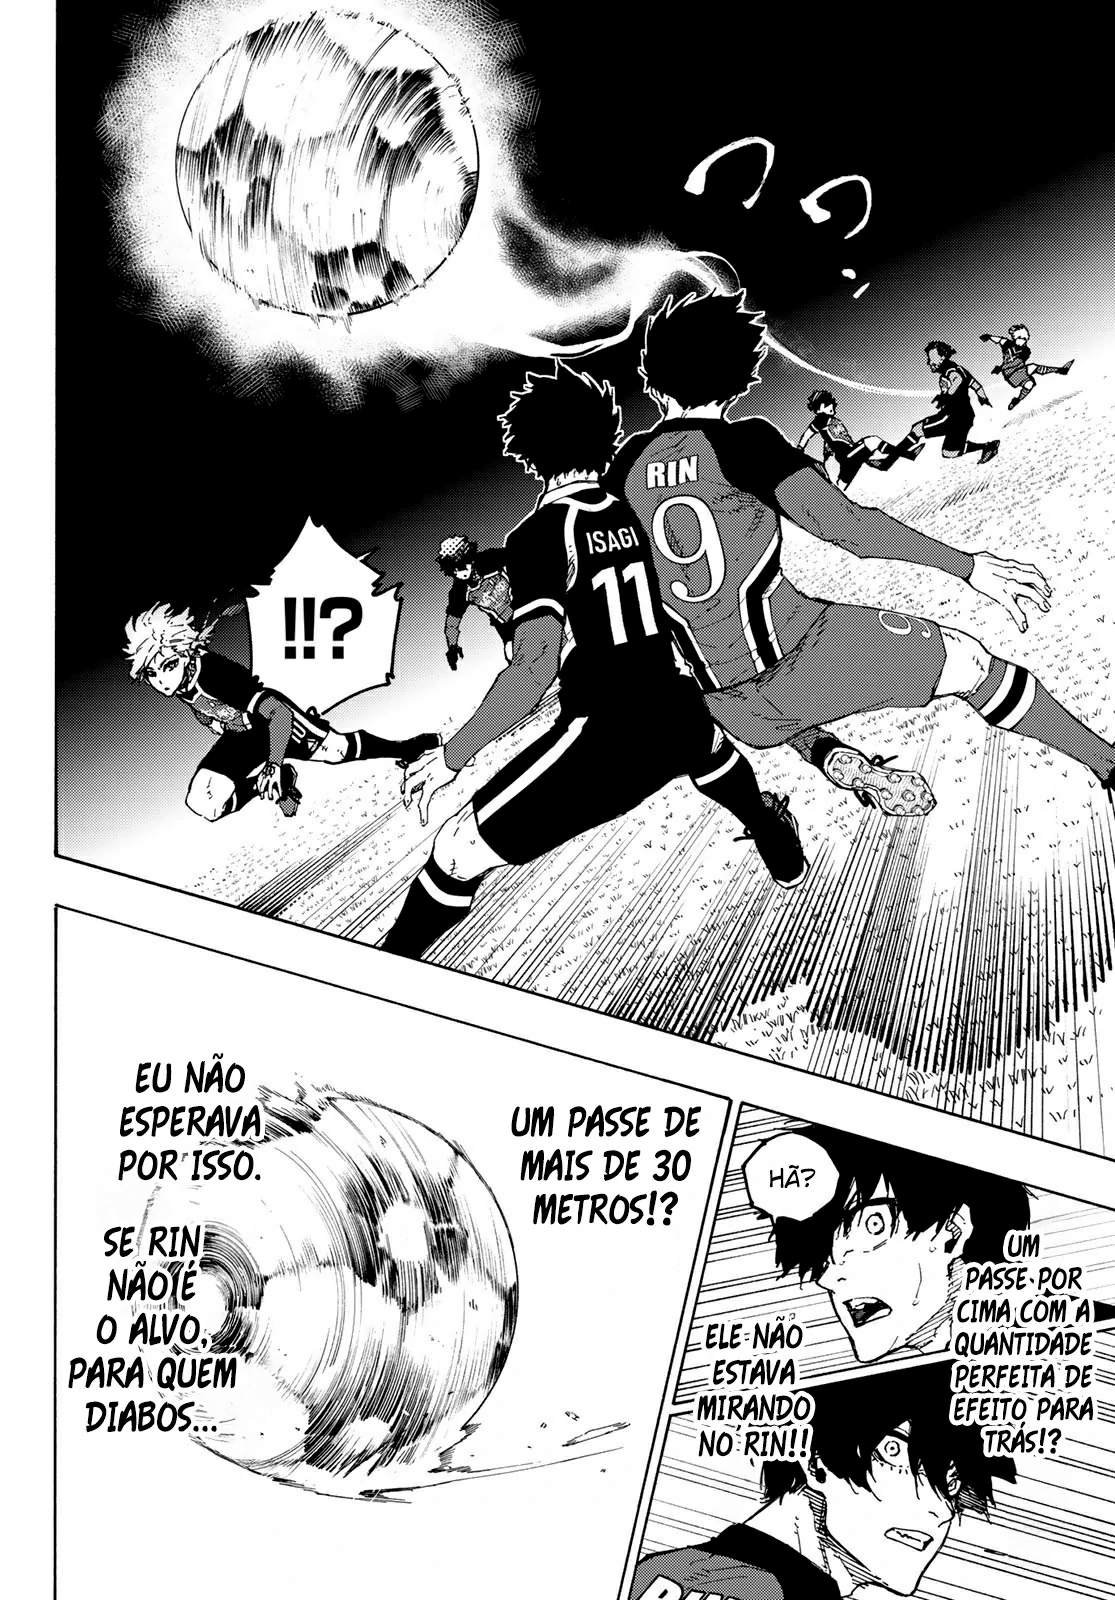 RIN
9
ISAGI
11
9
!!!?
HÃ?
UM
PASSE POR
CIMA COM A
QUANTIDADE
PERFEITA DE
EFEITO PARA
TRÁS!?
ELE NÃO
ESTAVA
MIRANDO
NO RIN!!
UM PASSE DE
MAIS DE 30
METROS!?
EU NÃO
ESPERAVA
POR ISSO.
SE RIN
NÃO É
O ALVO,
PARA QUEM
DIABOS...